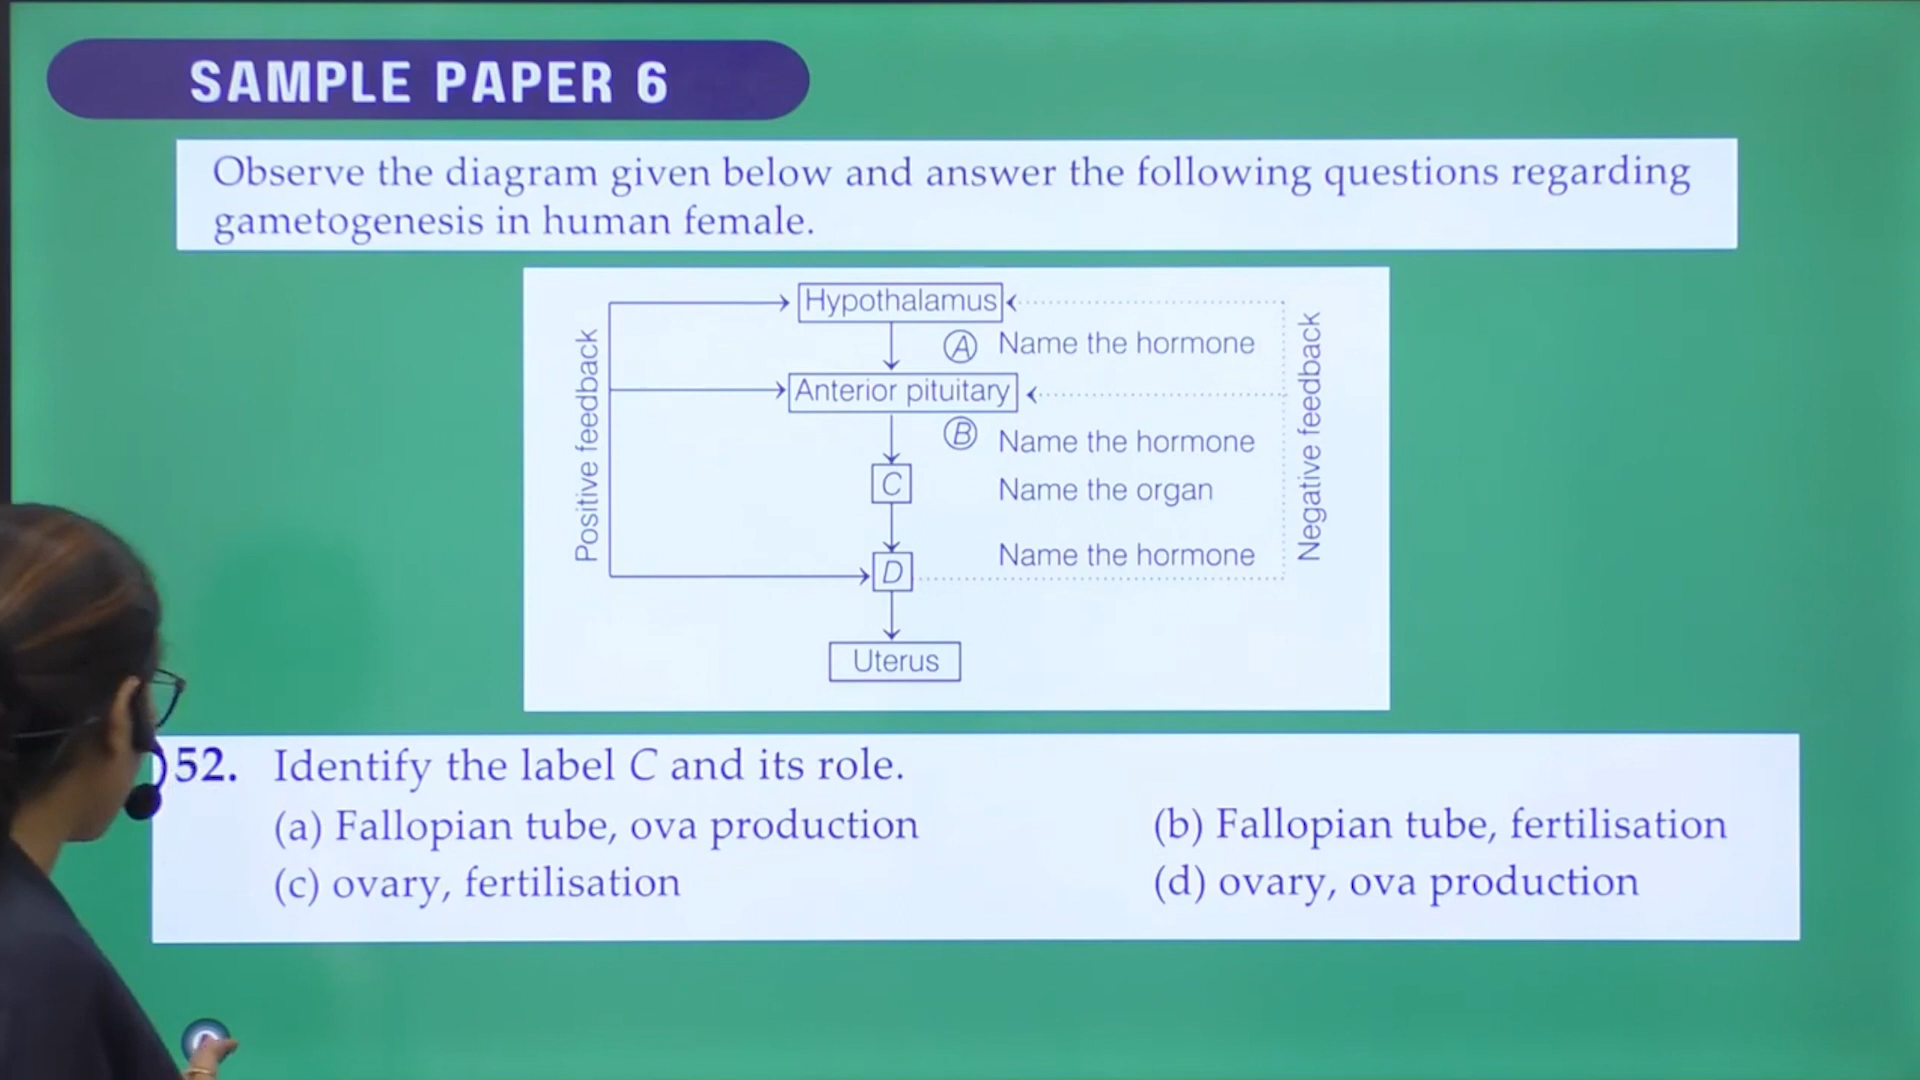 SAMPLE PAPER 6
Observe the diagram given below and answer the following questions regarding
gametogenesis in human female.
Hypothalamus
A Name the hormone
Anterior pituitary
B Name the hormone
C Name the organ
Name the hormone
D
Uterus
Positive feedback
Negative feedback
52. Identify the label C and its role.
(a) Fallopian tube, ova production
(b) Fallopian tube, fertilisation
(c) ovary, fertilisation
(d) ovary, ova production